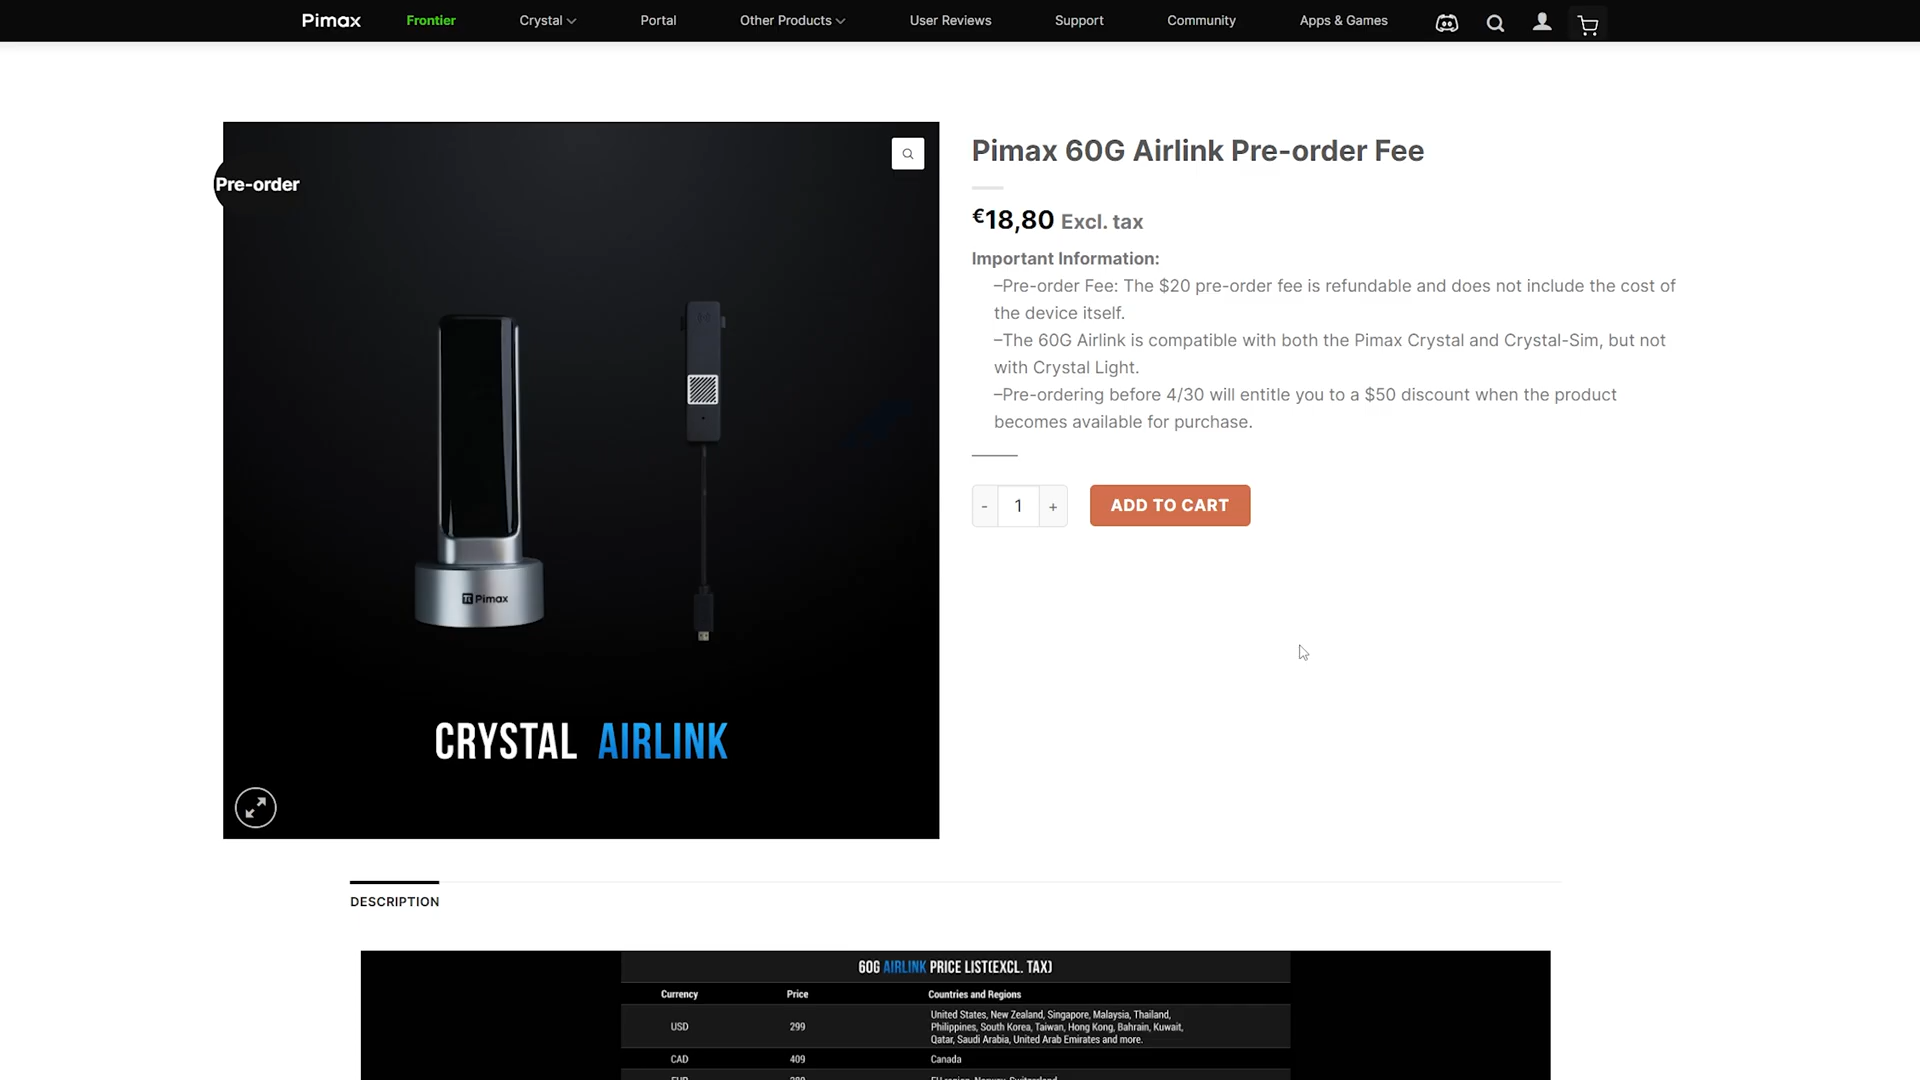 Pimax Frontier Crystal Portal Other Products User Reviews Support Community Apps & Games
Pre-order
Pimax
CRYSTAL AIRLINK
Pimax 60G Airlink Pre-order Fee
€18,80 Excl. tax
Important Information:
–Pre-order Fee: The $20 pre-order fee is refundable and does not include the cost of
the device itself.
–The 60G Airlink is compatible with both the Pimax Crystal and Crystal-Sim, but not
with Crystal Light.
–Pre-ordering before 4/30 will entitle you to a $50 discount when the product
becomes available for purchase.
- 1 + ADD TO CART
DESCRIPTION
60G AIRLINK PRICE LIST(EXCL. TAX)
Currency Price Countries and Regions
USD 299 United States, New Zealand, Singapore, Malaysia, Thailand,
Philippines, South Korea, Taiwan, Hong Kong, Bahrain, Kuwait,
Qatar, Saudi Arabia, United Arab Emirates and more.
CAD 409 Canada